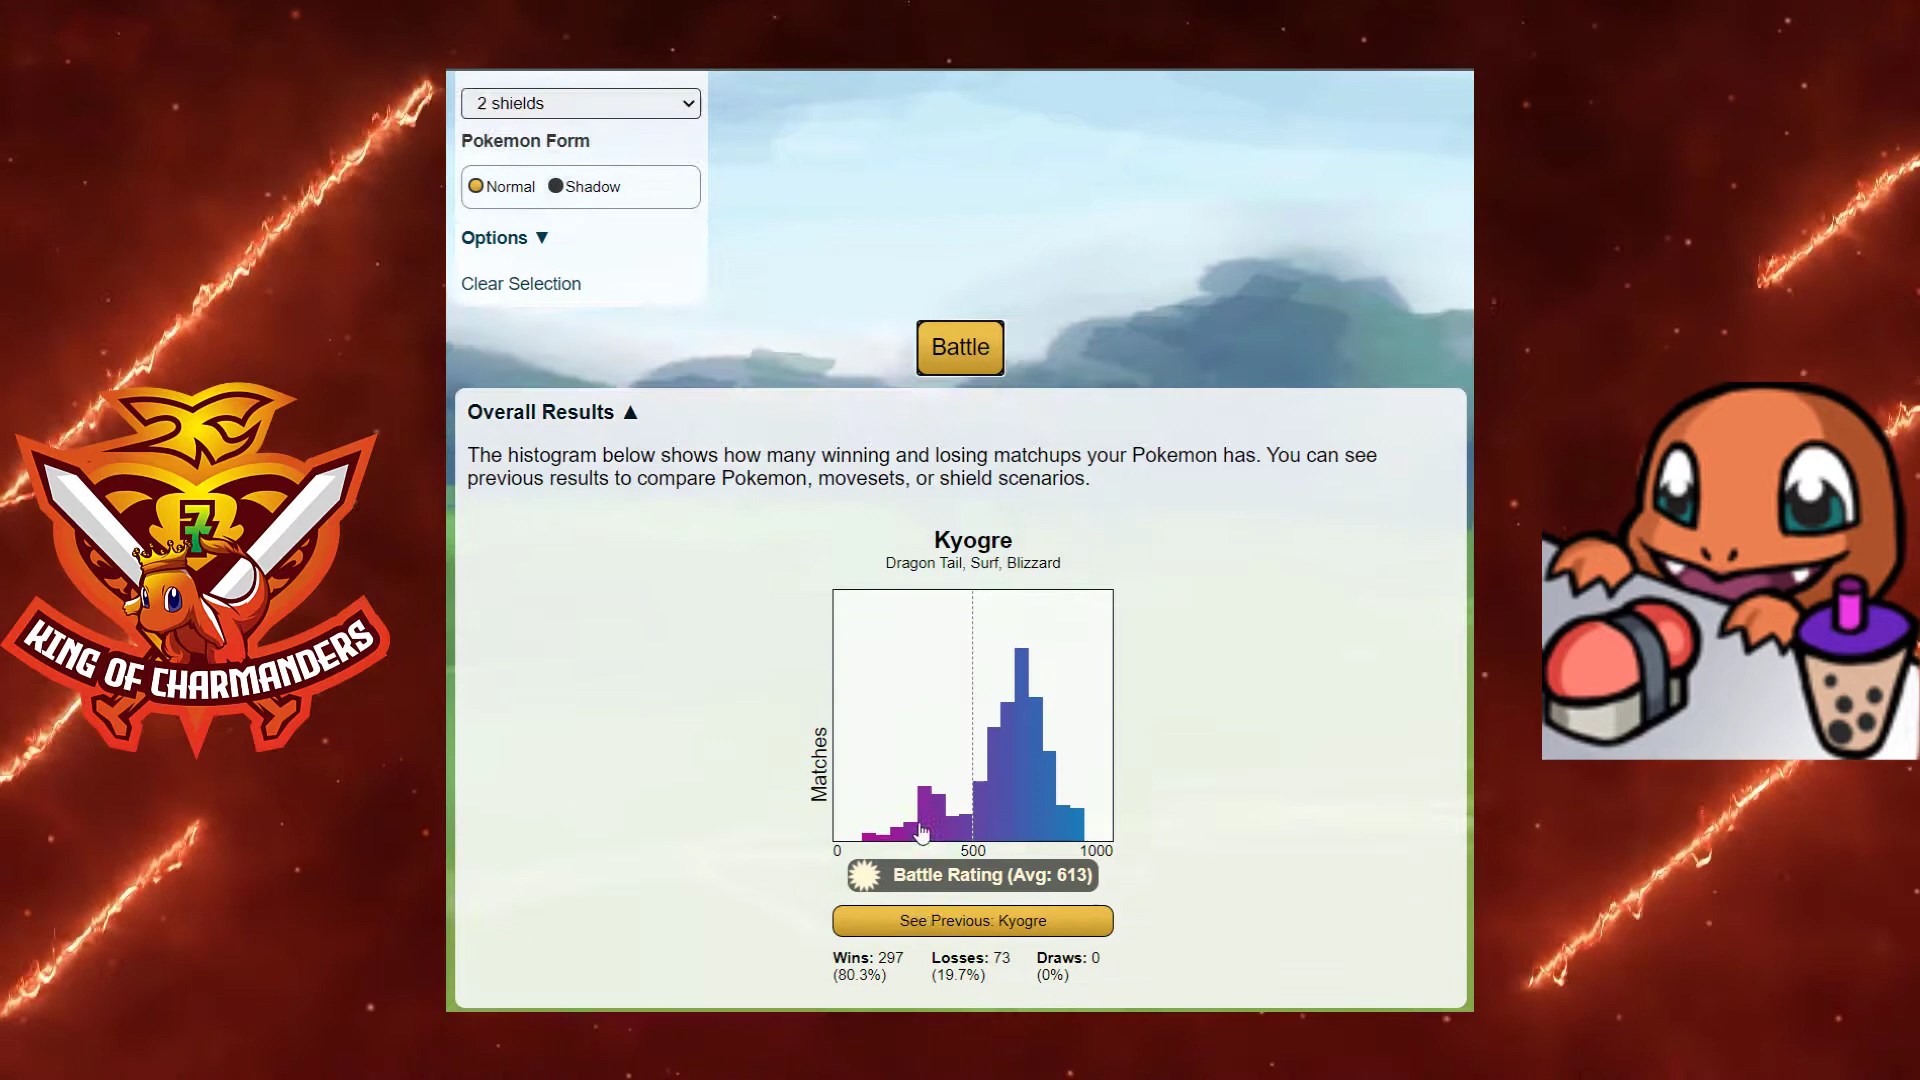 2 shields
Pokemon Form
Normal Shadow
Options ▼
Clear Selection
Battle
Overall Results ▲
The histogram below shows how many winning and losing matchups your Pokemon has. You can see
previous results to compare Pokemon, movesets, or shield scenarios.
Kyogre
Dragon Tail, Surf, Blizzard
Matches
0 500 1000
Battle Rating (Avg: 613)
See Previous: Kyogre
Wins: 297 Losses: 73 Draws: 0
(80.3%) (19.7%) (0%)
7
KING OF CHARMANDERS